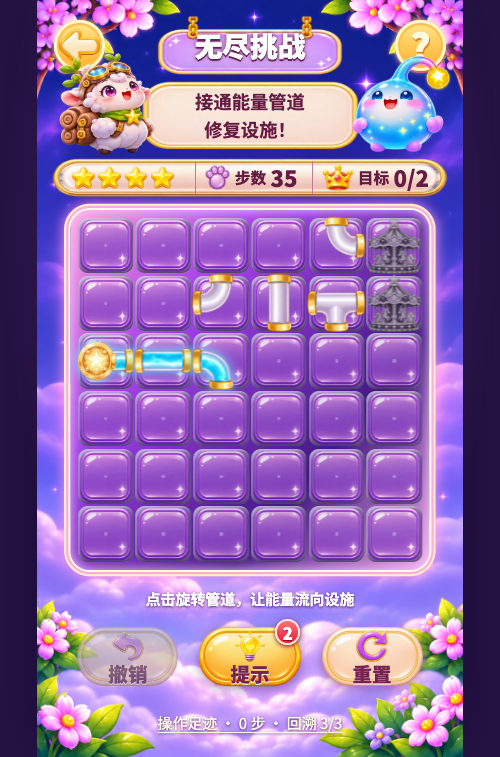 无尽挑战
?
接通能量管道
修复设施！
步数 35
目标 0/2
点击旋转管道，让能量流向设施
撤销
提示
2
重置
操作足迹 · 0 步 · 回溯 3/3